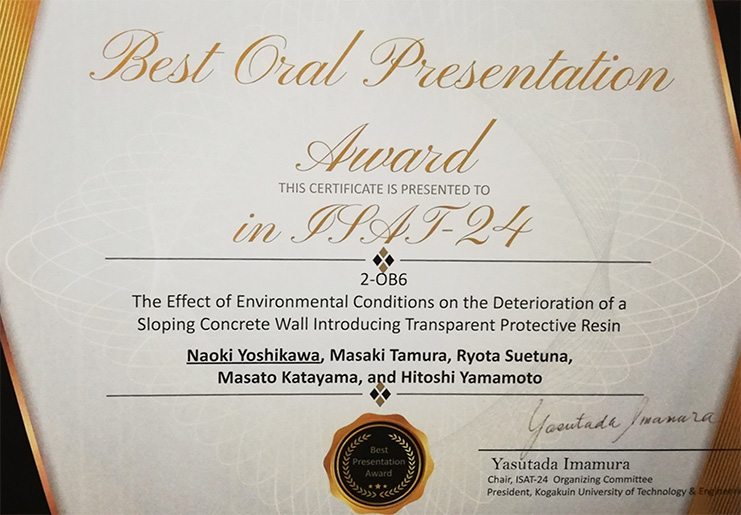 Best Oral Presentation
Award
THIS CERTIFICATE IS PRESENTED TO
in ISAT-24
2-OB6
The Effect of Environmental Conditions on the Deterioration of a
Sloping Concrete Wall Introducing Transparent Protective Resin
Naoki Yoshikawa, Masaki Tamura, Ryota Suetuna,
Masato Katayama, and Hitoshi Yamamoto
Yasutada Imamura
Best
Presentation
Award
Yasutada Imamura
Chair, ISAT-24 Organizing Committee
President, Kogakuin University of Technology & Enginee